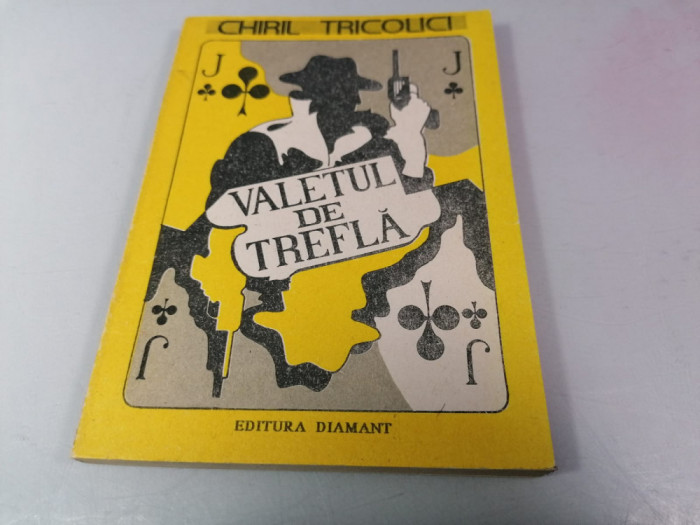 CHIRIL TRICOLICI
J J
VALETUL
DE
TREFLĂ
J J
EDITURA DIAMANT